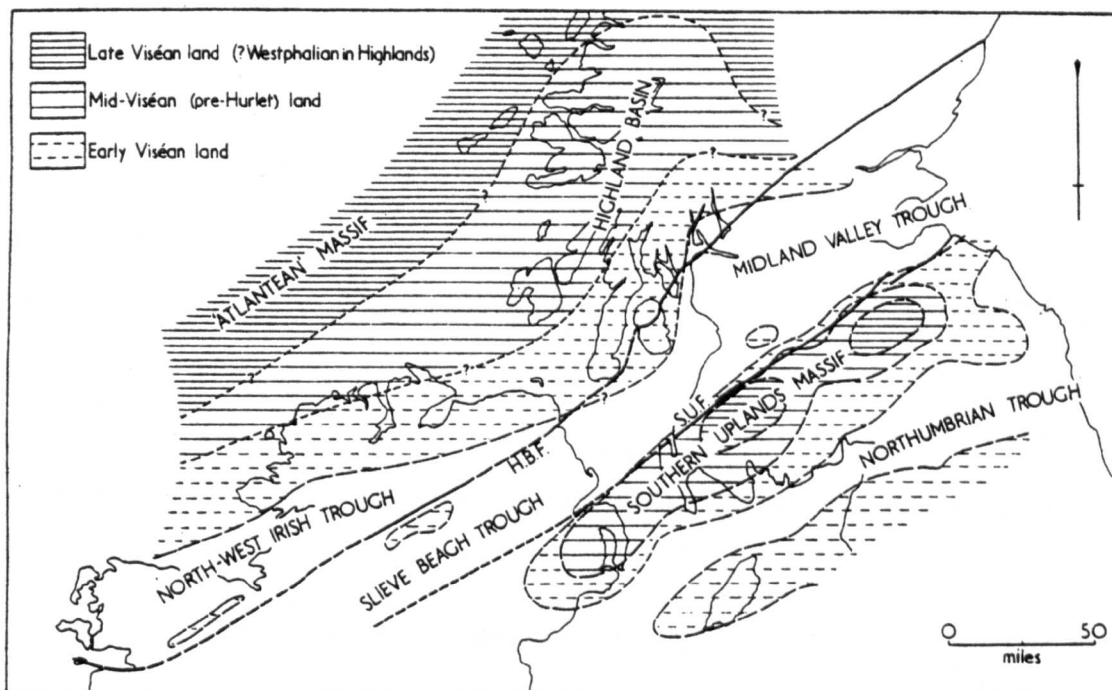 Late Viséan land (?Westphalian in Highlands)
Mid-Viséan (pre-Hurlet) land
Early Viséan land
'ATLANTEAN' MASSIF
HIGHLAND BASIN
MIDLAND VALLEY TROUGH
S.U.F.
SOUTHERN UPLANDS MASSIF
NORTHUMBRIAN TROUGH
H.B.F.
NORTH-WEST IRISH TROUGH
SLIEVE BEAGH TROUGH
?
?
?
?
?
?
?
0 50
miles